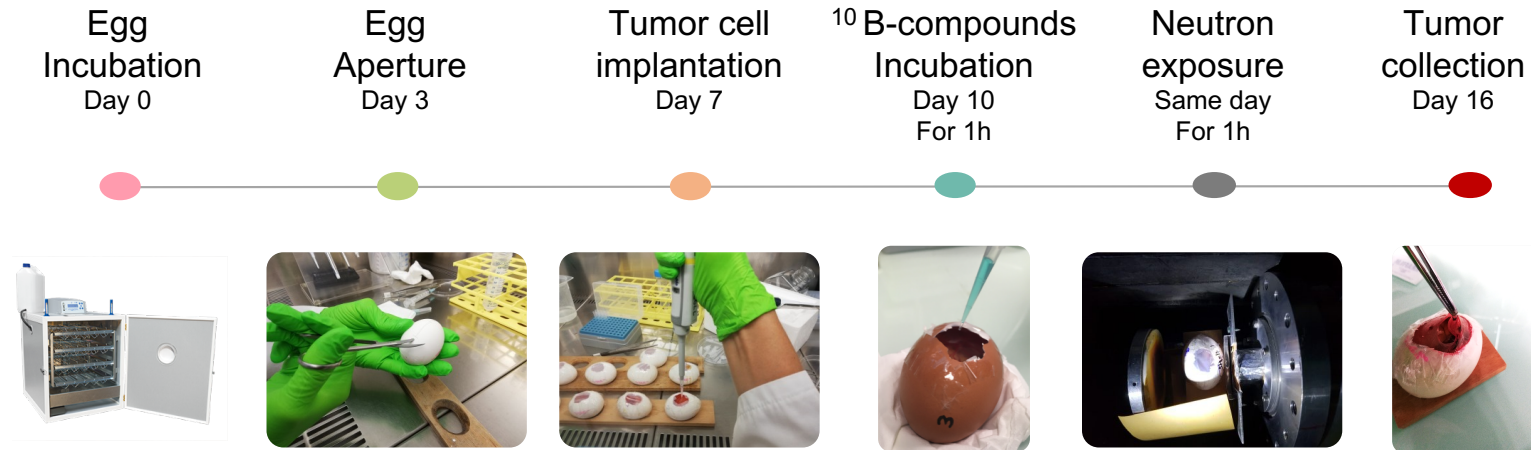 Egg
Incubation
Day 0
Egg
Aperture
Day 3
Tumor cell
implantation
Day 7
¹⁰ B-compounds
Incubation
Day 10
For 1h
Neutron
exposure
Same day
For 1h
Tumor
collection
Day 16
3